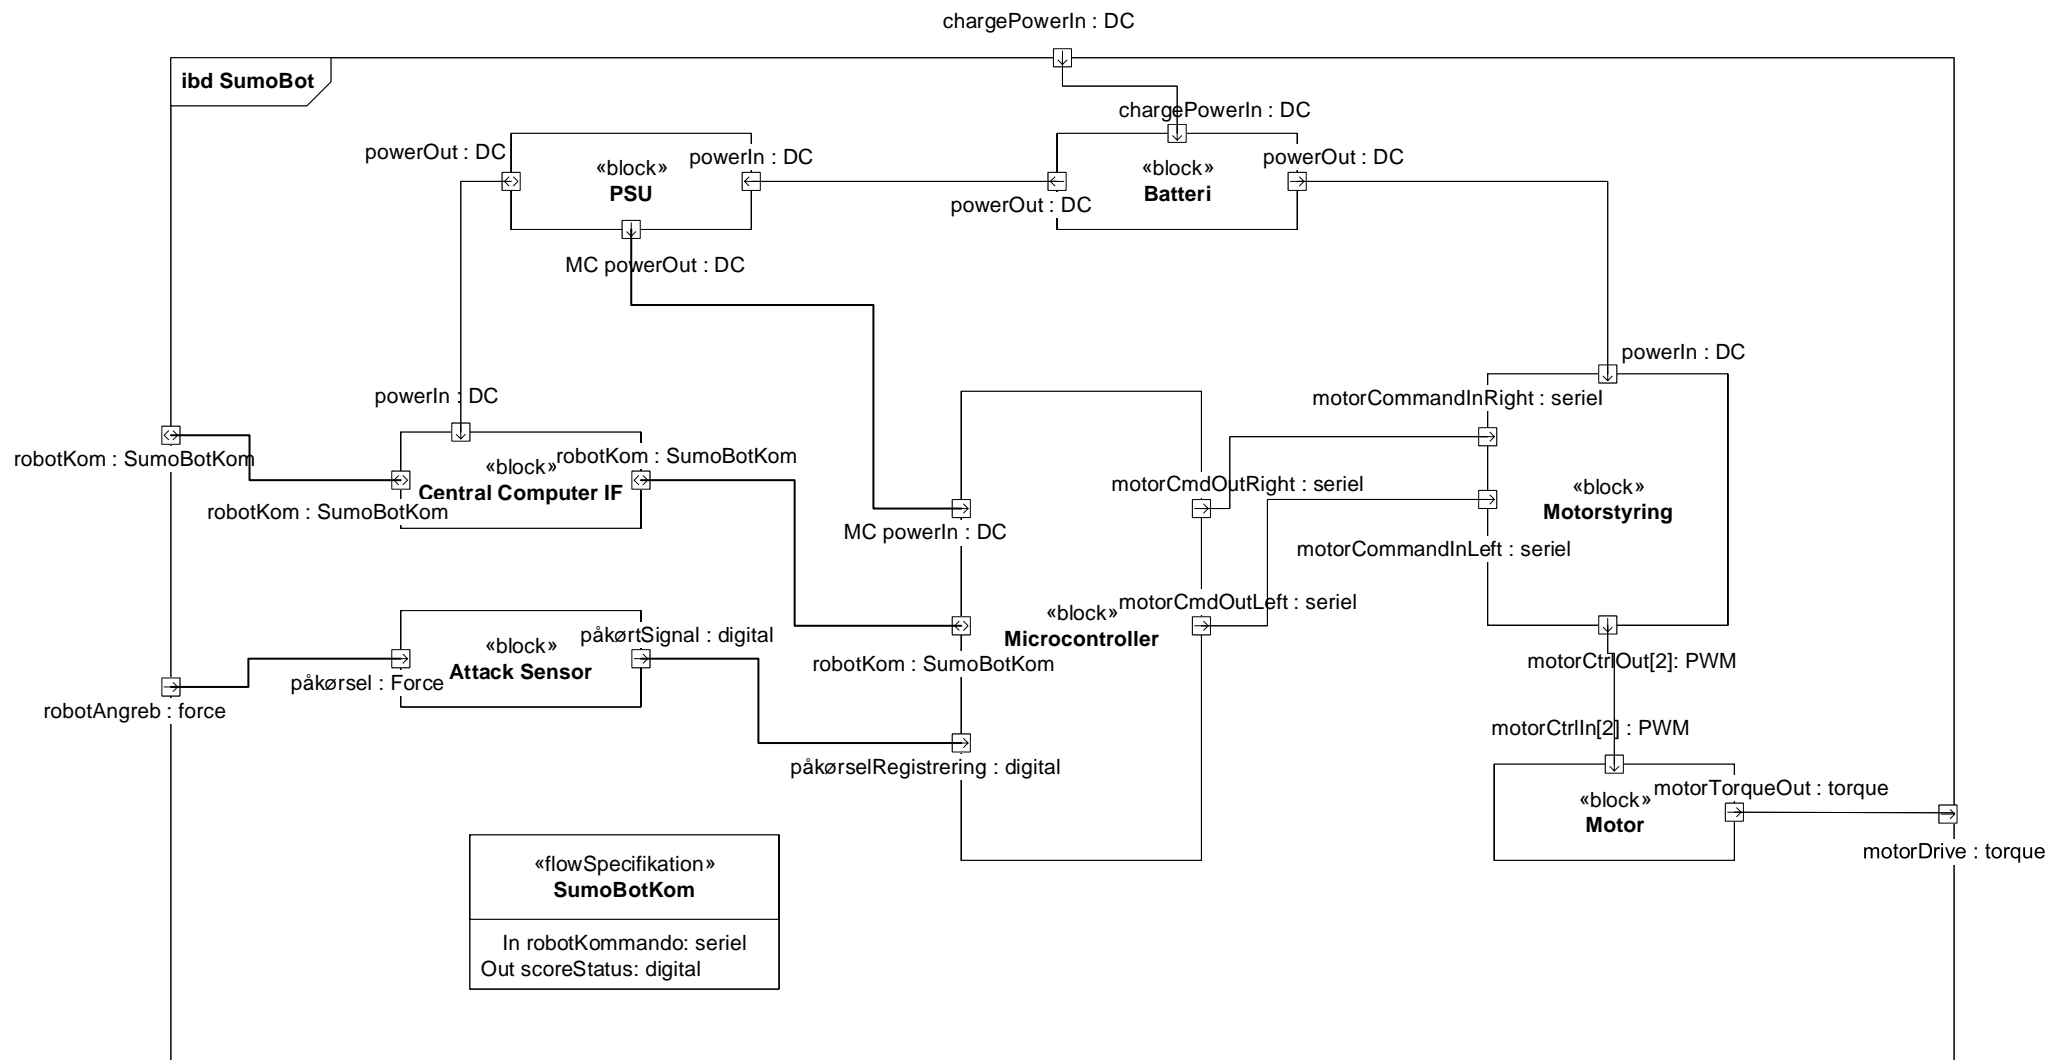 chargePowerIn : DC
ibd SumoBot
chargePowerIn : DC
powerOut : DC
«block»
PSU
powerIn : DC
powerOut : DC
«block»
Batteri
powerOut : DC
MC powerOut : DC
powerIn : DC
powerIn : DC
motorCommandInRight : seriel
robotKom : SumoBotKom
«block»
Central Computer IF
robotKom : SumoBotKom
robotKom : SumoBotKom
motorCmdOutRight : seriel
«block»
Motorstyring
MC powerIn : DC
motorCommandInLeft : seriel
«block»
Microcontroller
motorCmdOutLeft : seriel
«block»
Attack Sensor
påkørtSignal : digital
robotKom : SumoBotKom
påkørsel : Force
robotAngreb : force
motorCtrlOut[2]: PWM
motorCtrlIn[2] : PWM
påkørselRegistrering : digital
«block»
Motor
motorTorqueOut : torque
motorDrive : torque
«flowSpecifikation»
SumoBotKom
In robotKommando: seriel
Out scoreStatus: digital